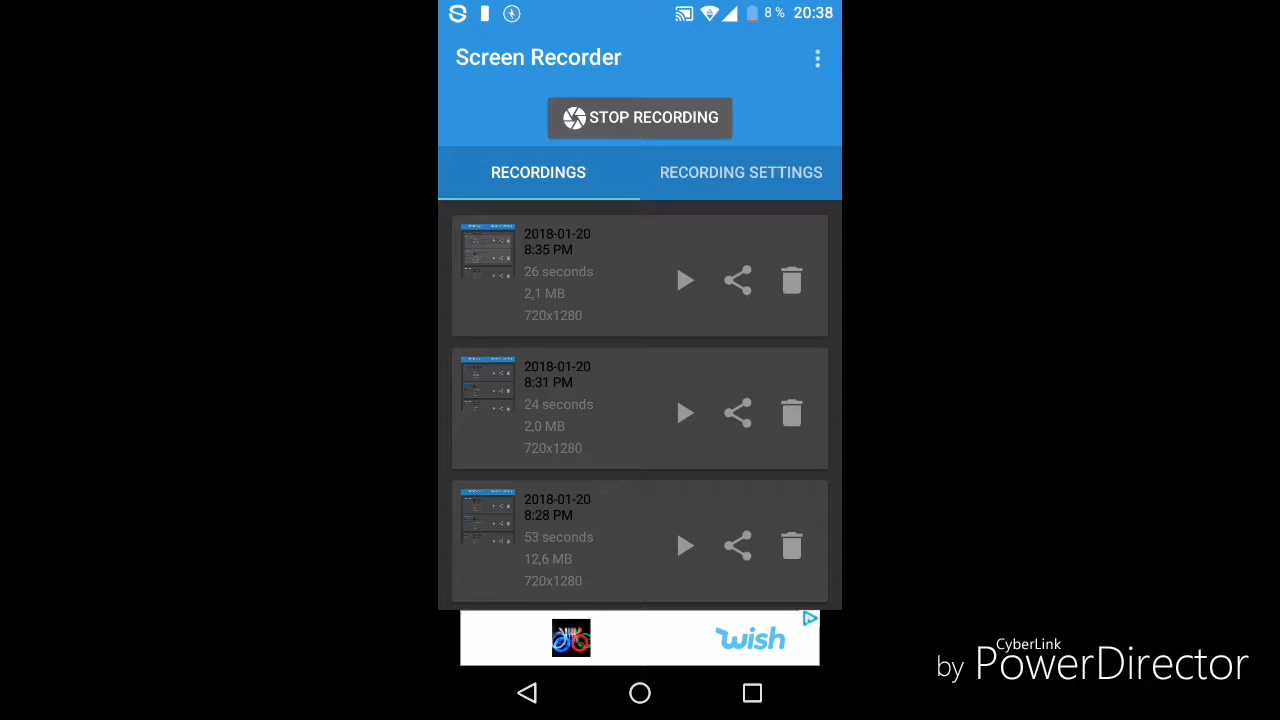 8 % 20:38
Screen Recorder
STOP RECORDING
RECORDINGS RECORDING SETTINGS
2018-01-20
8:35 PM
26 seconds
2,1 MB
720x1280
2018-01-20
8:31 PM
24 seconds
2,0 MB
720x1280
2018-01-20
8:28 PM
53 seconds
12,6 MB
720x1280
wish
CyberLink
by PowerDirector